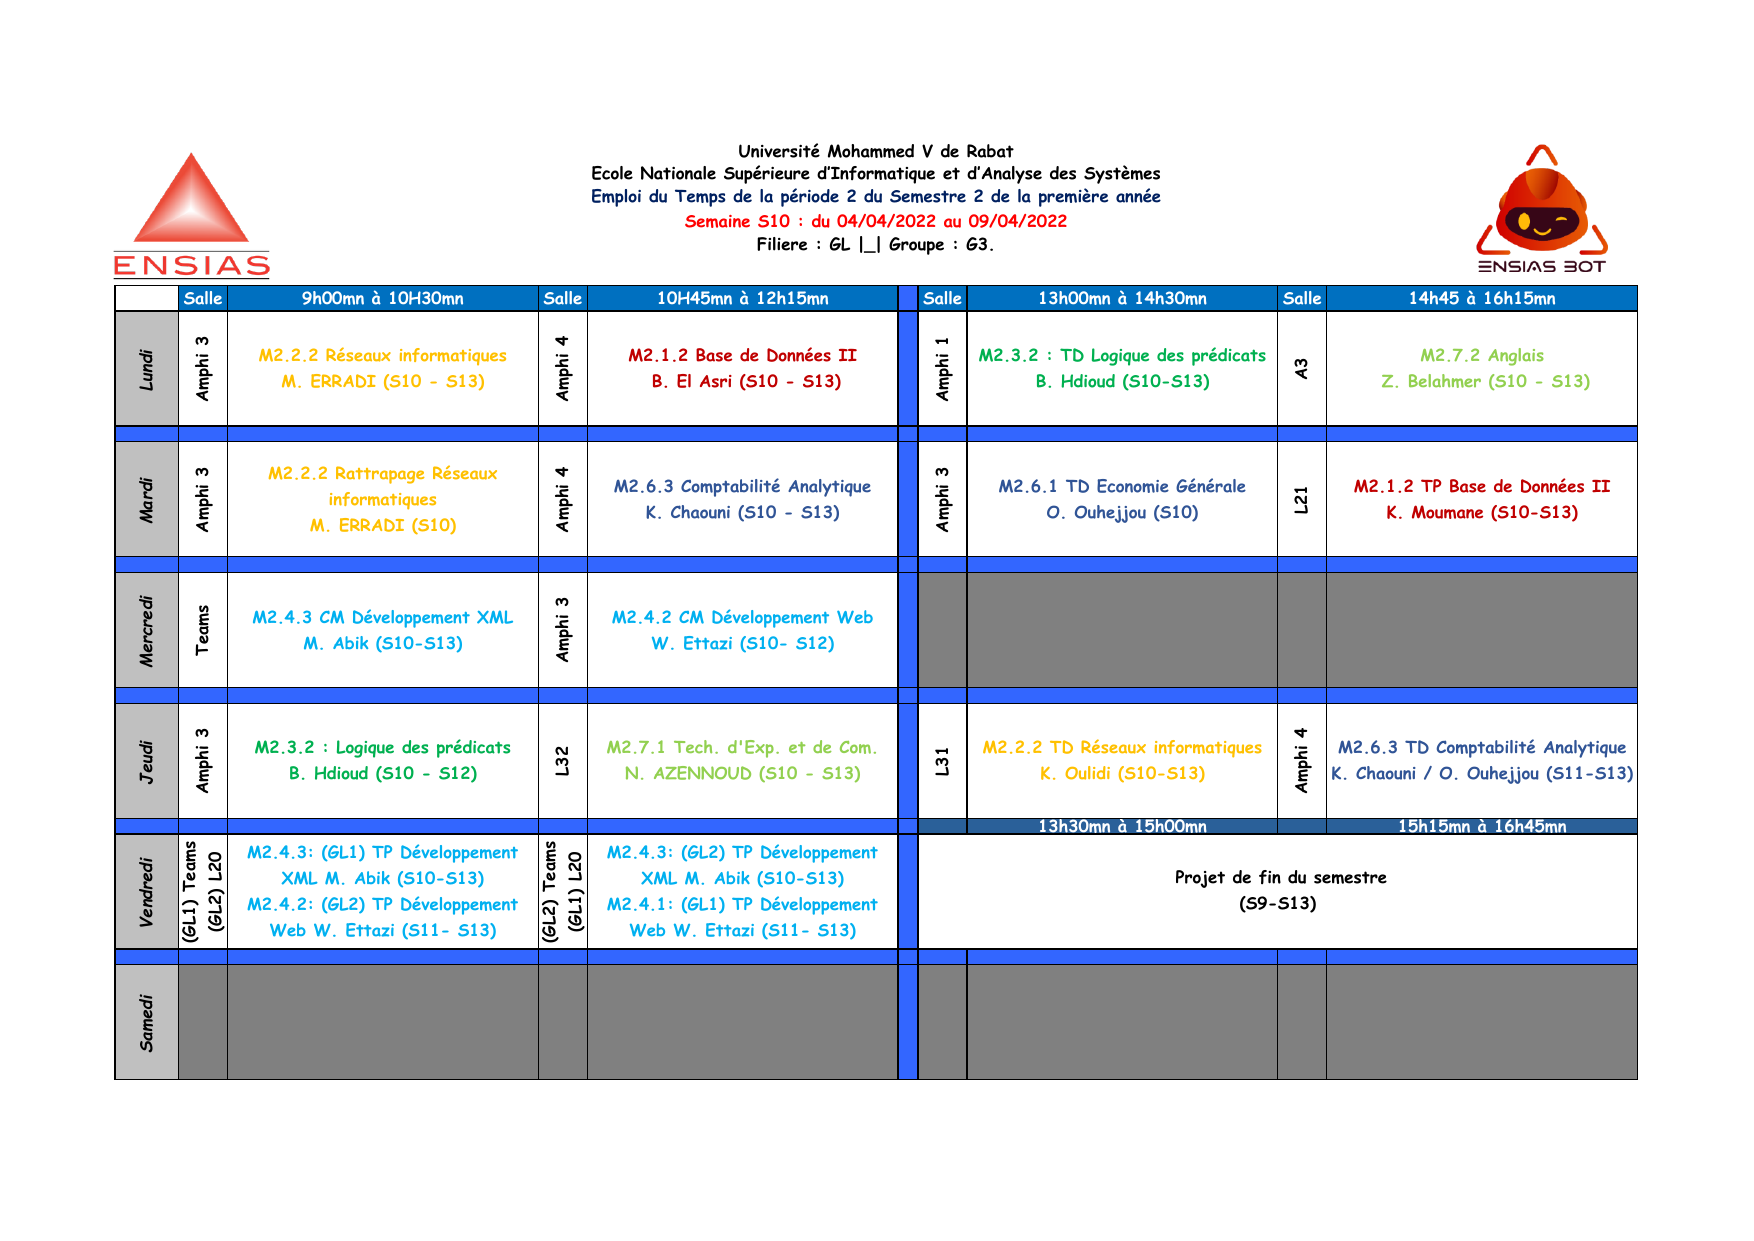 Université Mohammed V de Rabat
Ecole Nationale Supérieure d’Informatique et d’Analyse des Systèmes
Emploi du Temps de la période 2 du Semestre 2 de la première année
Semaine S10 : du 04/04/2022 au 09/04/2022
Filiere : GL |_| Groupe : G3.
ENSIAS
ENSIAS BOT
Salle
9h00mn à 10H30mn
Salle
10H45mn à 12h15mn
Salle
13h00mn à 14h30mn
Salle
14h45 à 16h15mn
Lundi
Amphi 3
M2.2.2 Réseaux informatiques
M. ERRADI (S10 - S13)
Amphi 4
M2.1.2 Base de Données II
B. El Asri (S10 - S13)
Amphi 1
M2.3.2 : TD Logique des prédicats
B. Hdioud (S10-S13)
A3
M2.7.2 Anglais
Z. Belahmer (S10 - S13)
Mardi
Amphi 3
M2.2.2 Rattrapage Réseaux
informatiques
M. ERRADI (S10)
Amphi 4
M2.6.3 Comptabilité Analytique
K. Chaouni (S10 - S13)
Amphi 3
M2.6.1 TD Economie Générale
O. Ouhejjou (S10)
L21
M2.1.2 TP Base de Données II
K. Moumane (S10-S13)
Mercredi
Teams
M2.4.3 CM Développement XML
M. Abik (S10-S13)
Amphi 3
M2.4.2 CM Développement Web
W. Ettazi (S10- S12)
Jeudi
Amphi 3
M2.3.2 : Logique des prédicats
B. Hdioud (S10 - S12)
L32
M2.7.1 Tech. d'Exp. et de Com.
N. AZENNOUD (S10 - S13)
L31
M2.2.2 TD Réseaux informatiques
K. Oulidi (S10-S13)
Amphi 4
M2.6.3 TD Comptabilité Analytique
K. Chaouni / O. Ouhejjou (S11-S13)
13h30mn à 15h00mn
15h15mn à 16h45mn
Vendredi
(GL1) Teams
(GL2) L20
M2.4.3: (GL1) TP Développement
XML M. Abik (S10-S13)
M2.4.2: (GL2) TP Développement
Web W. Ettazi (S11- S13)
(GL2) Teams
(GL1) L20
M2.4.3: (GL2) TP Développement
XML M. Abik (S10-S13)
M2.4.1: (GL1) TP Développement
Web W. Ettazi (S11- S13)
Projet de fin du semestre
(S9-S13)
Samedi